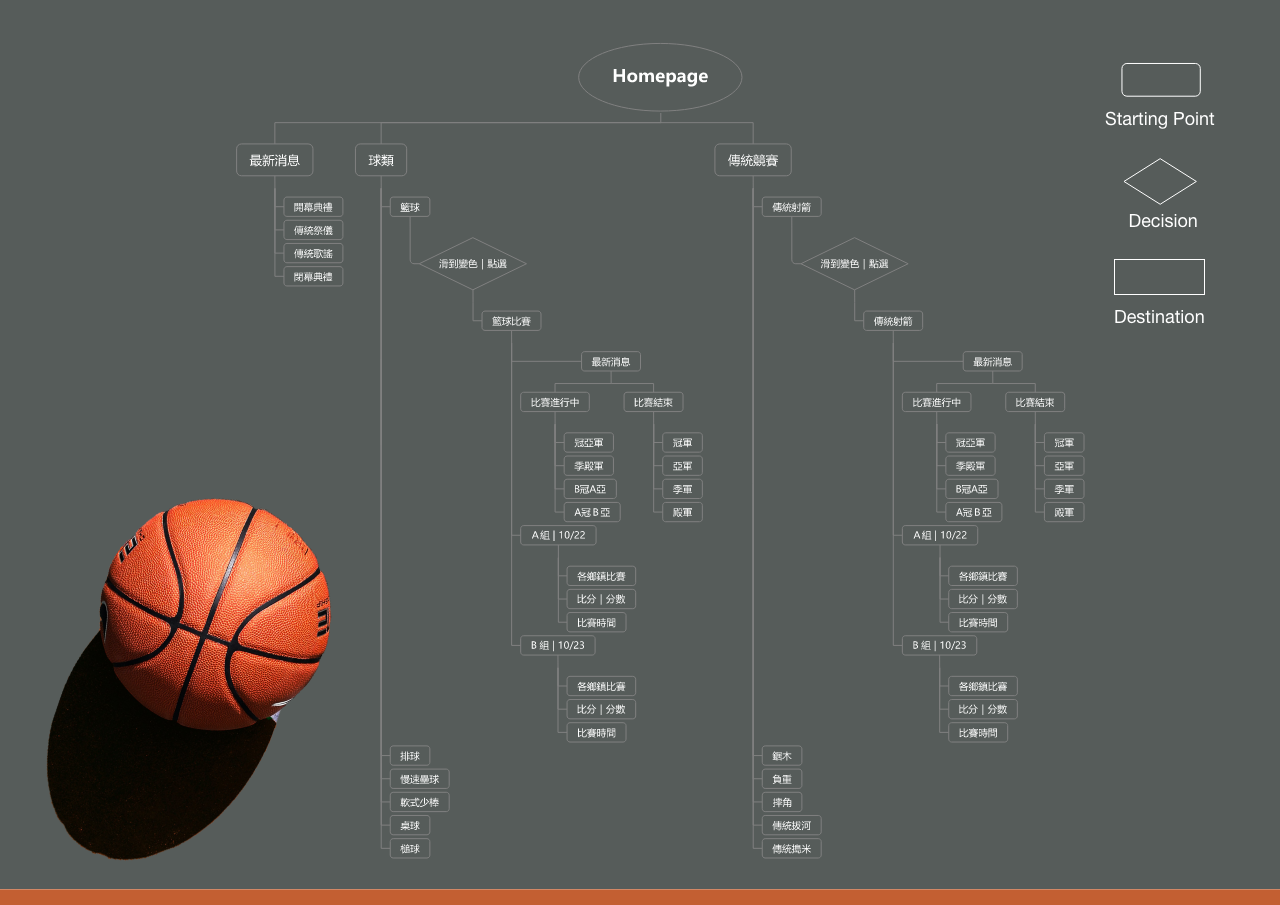 Homepage
Starting Point
Decision
Destination
最新消息
開幕典禮
傳統祭儀
傳統歌謠
閉幕典禮
球類
籃球
滑到變色 | 點選
籃球比賽
最新消息
比賽進行中
冠亞軍
季殿軍
B冠A亞
A冠 B 亞
比賽結束
冠軍
亞軍
季軍
殿軍
A 組 | 10/22
各鄉鎮比賽
比分 | 分數
比賽時間
B 組 | 10/23
各鄉鎮比賽
比分 | 分數
比賽時間
排球
慢速壘球
軟式少棒
桌球
槌球
傳統競賽
傳統射箭
滑到變色 | 點選
傳統射箭
最新消息
比賽進行中
冠亞軍
季殿軍
B冠A亞
A冠 B 亞
比賽結束
冠軍
亞軍
季軍
殿軍
A 組 | 10/22
各鄉鎮比賽
比分 | 分數
比賽時間
B 組 | 10/23
各鄉鎮比賽
比分 | 分數
比賽時間
鋸木
負重
摔角
傳統拔河
傳統搗米